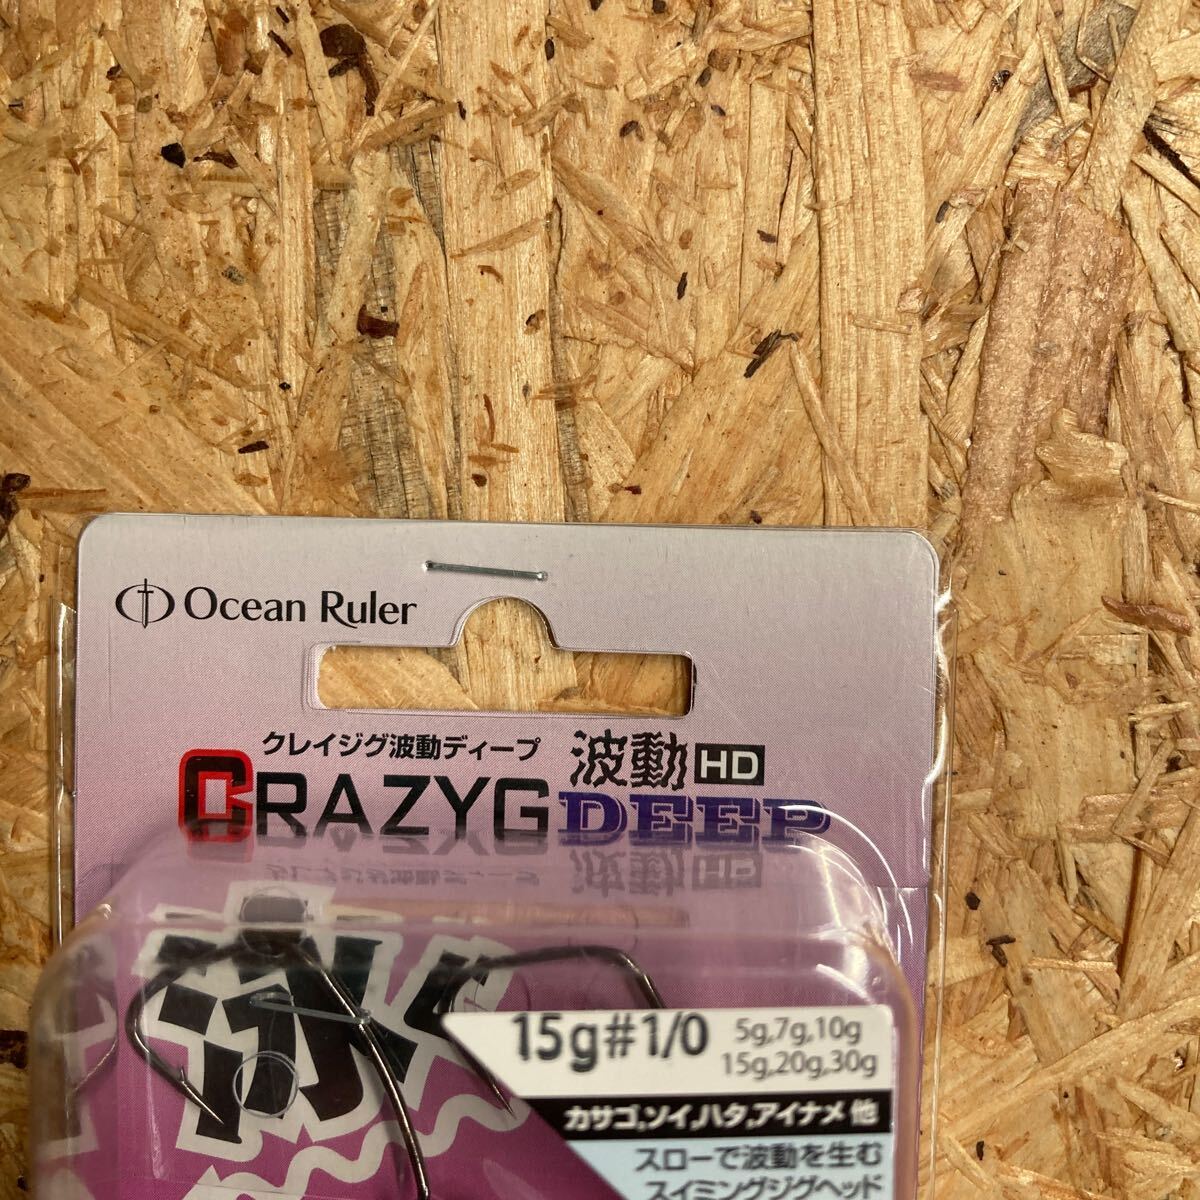 Ocean Ruler
クレイジグ波動ディープ
CRAZYG 波動 HD
DEEP
泳ぐ
15g#1/0
5g,7g,10g
15g,20g,30g
カサゴ,ソイ,ハタ,アイナメ 他
スローで波動を生む
スイミングジグヘッド